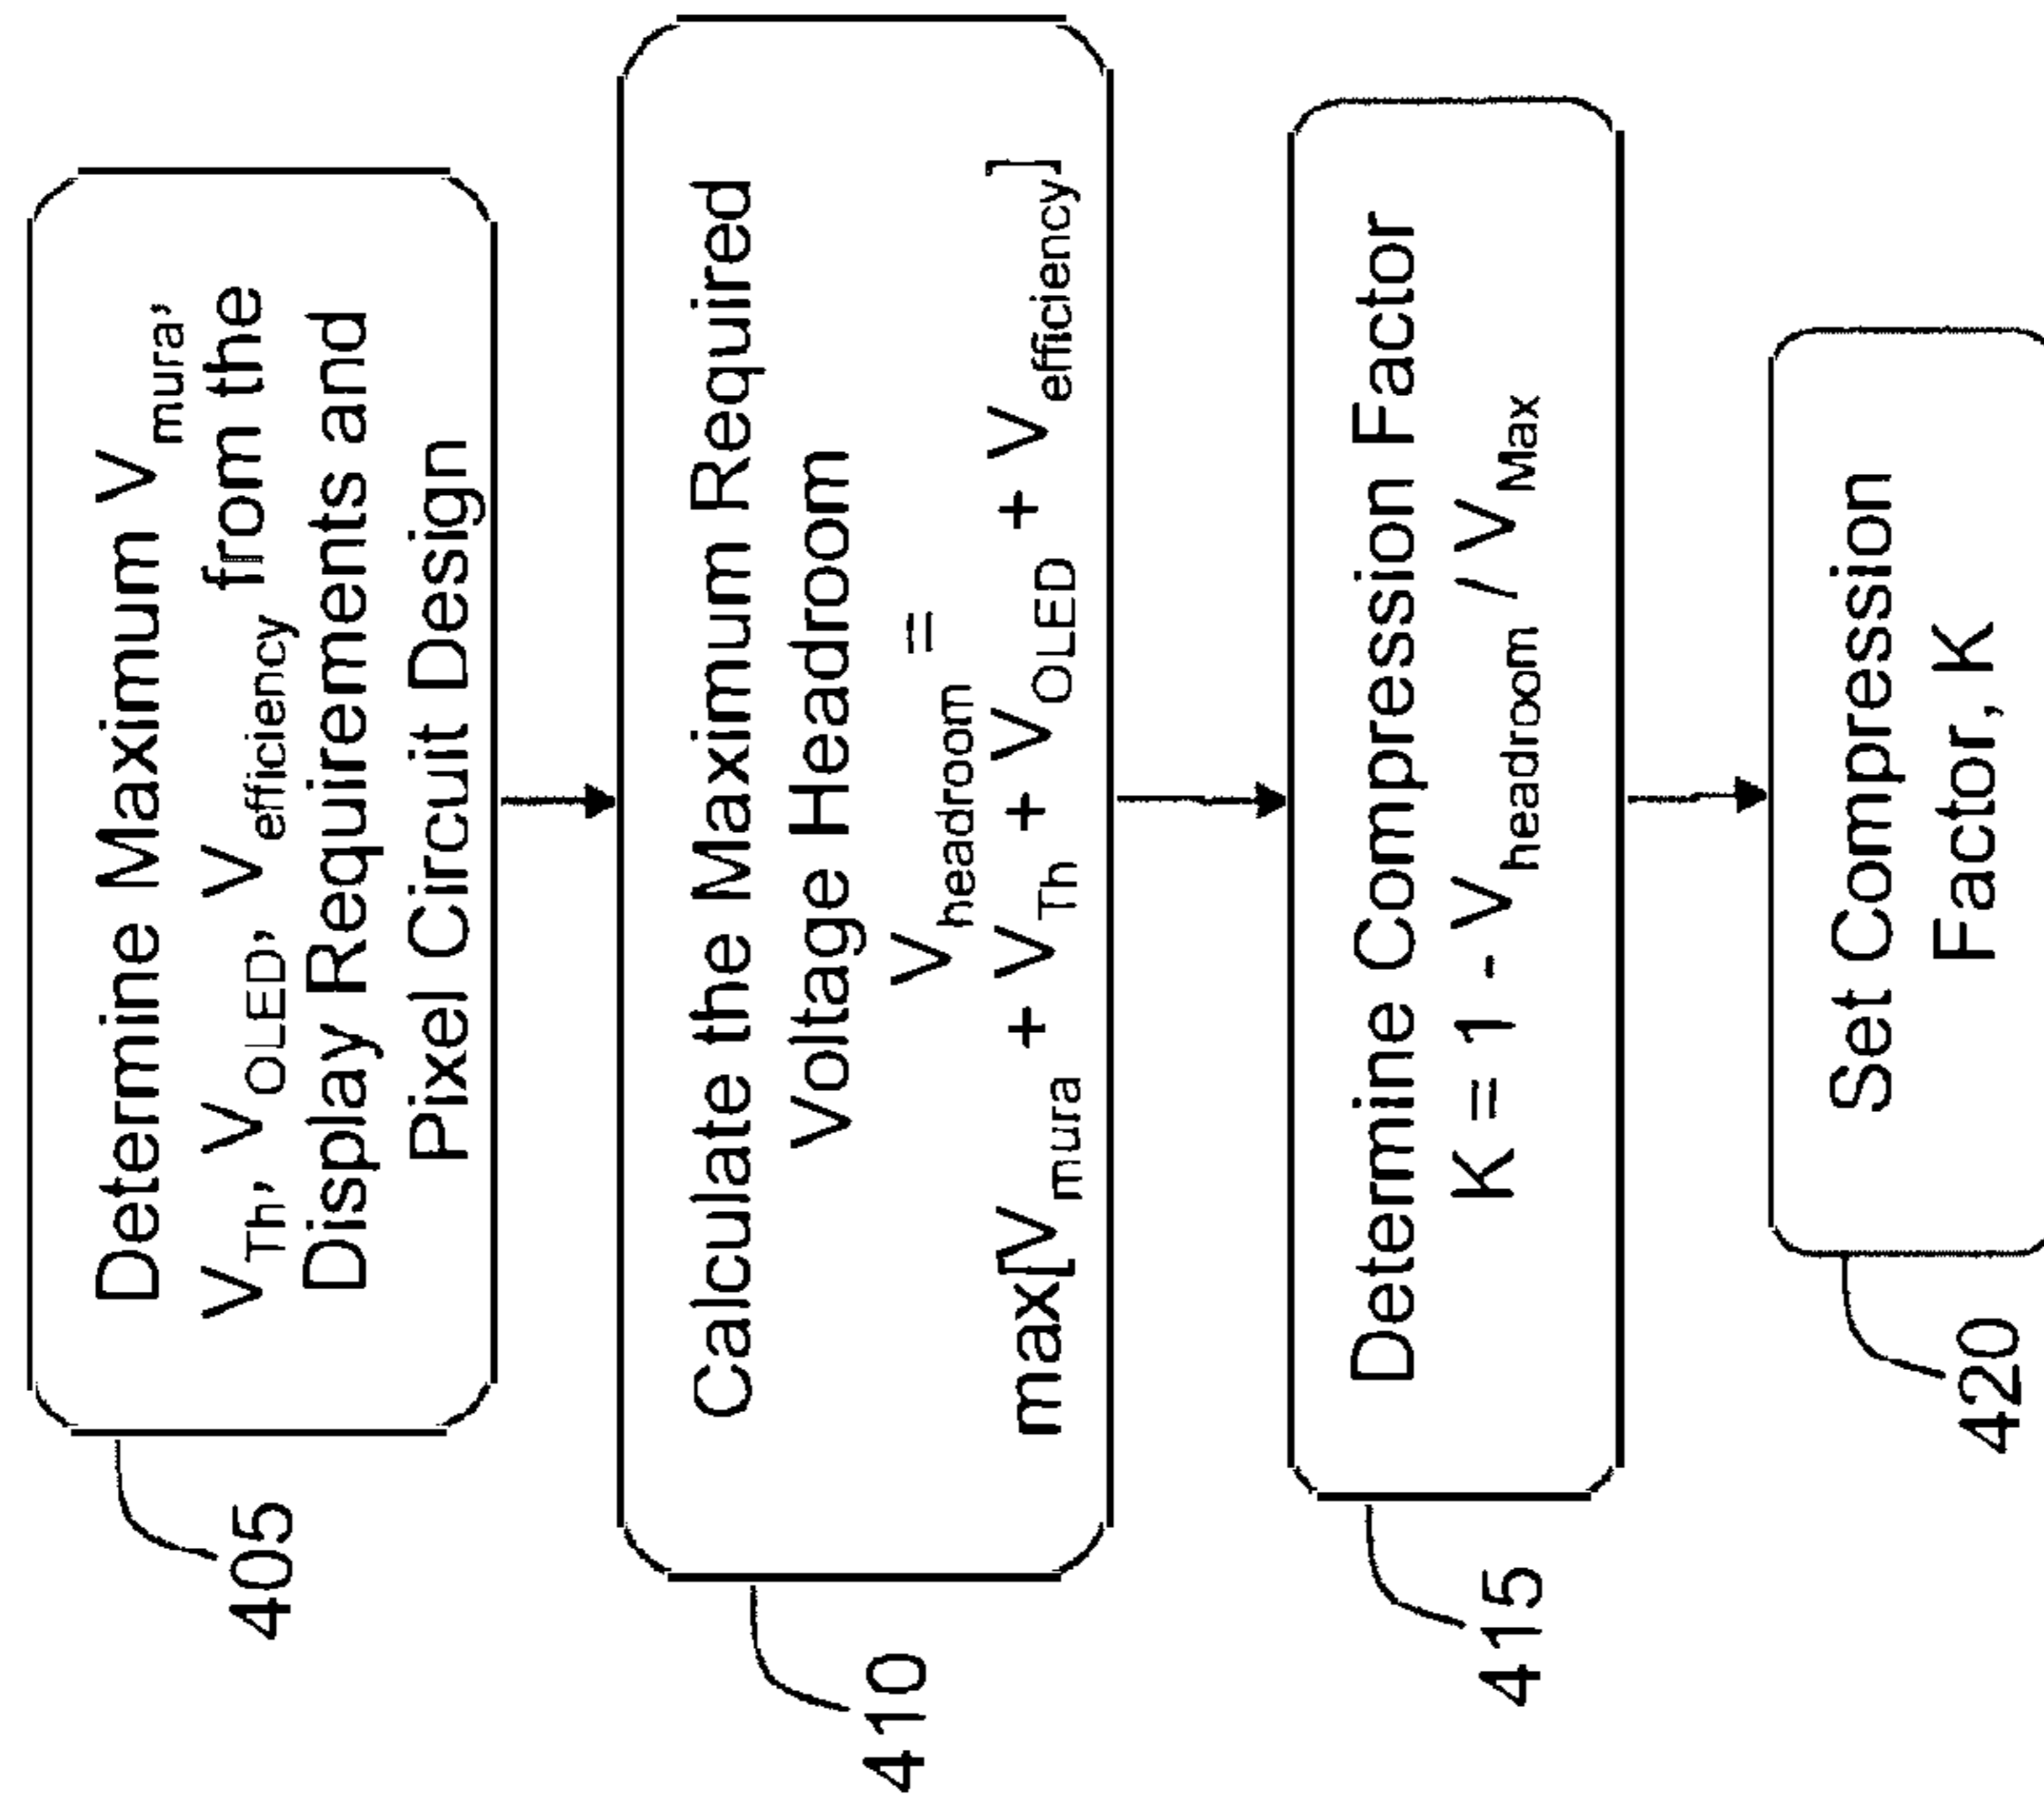 Determine Maximum V_mura,
V_Th, V_OLED, V_efficiency from the
Display Requirements and
Pixel Circuit Design
405
Calculate the Maximum Required
Voltage Headroom
V_headroom =
max[V_mura + V_Th + V_OLED + V_efficiency]
410
Determine Compression Factor
K = 1 - V_headroom / V_Max
415
Set Compression
Factor, K
420